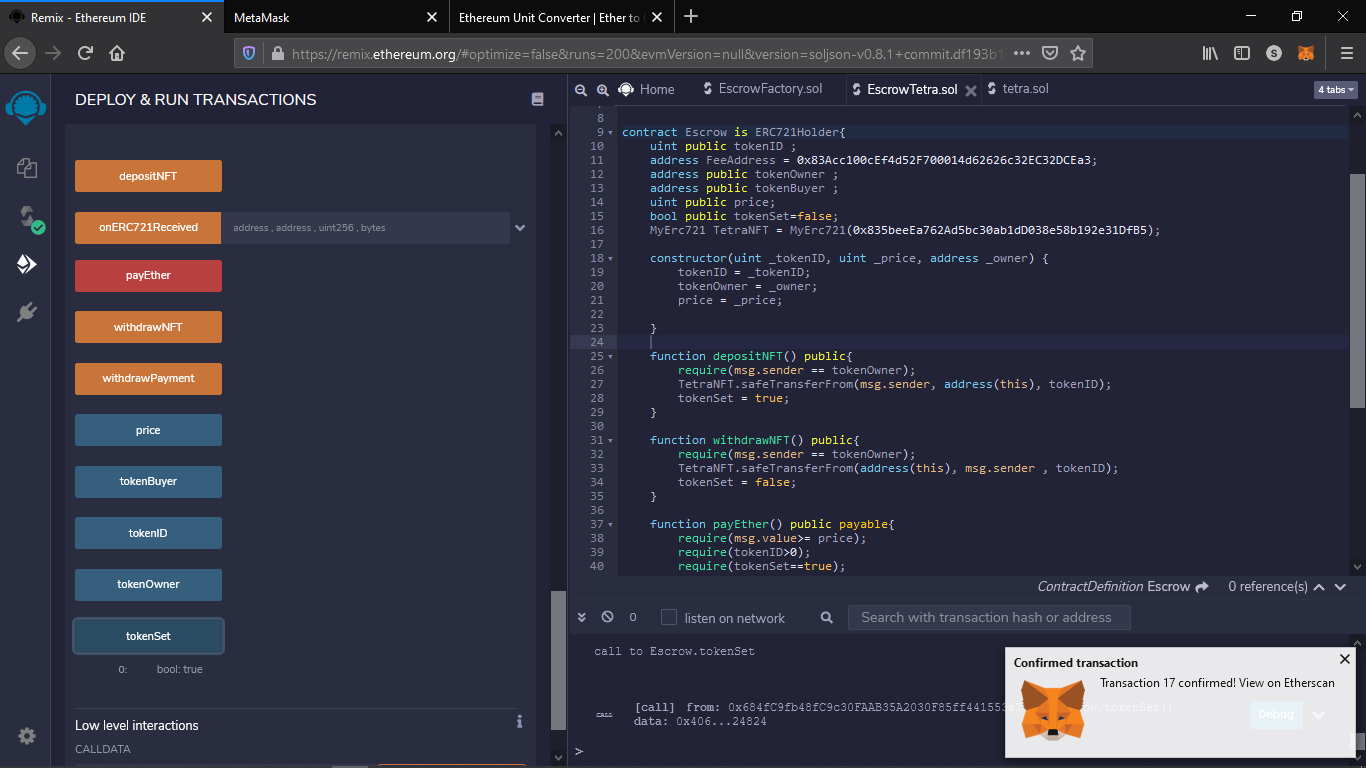 Remix - Ethereum IDE
MetaMask
Ethereum Unit Converter | Ether to
https://remix.ethereum.org/#optimize=false&runs=200&evmVersion=null&version=soljson-v0.8.1+commit.df193b1
DEPLOY & RUN TRANSACTIONS
depositNFT
onERC721Received address , address , uint256 , bytes
payEther
withdrawNFT
withdrawPayment
price
tokenBuyer
tokenID
tokenOwner
tokenSet
0: bool: true
Low level interactions
CALLDATA
Home EscrowFactory.sol EscrowTetra.sol tetra.sol 4 tabs
8
9 contract Escrow is ERC721Holder{
10 uint public tokenID ;
11 address FeeAddress = 0x83Acc100cEf4d52F700014d62626c32EC32DCEa3;
12 address public tokenOwner ;
13 address public tokenBuyer ;
14 uint public price;
15 bool public tokenSet=false;
16 MyErc721 TetraNFT = MyErc721(0x835beeEa762Ad5bc30ab1dD038e58b192e31DfB5);
17
18 constructor(uint _tokenID, uint _price, address _owner) {
19 tokenID = _tokenID;
20 tokenOwner = _owner;
21 price = _price;
22
23 }
24
25 function depositNFT() public{
26 require(msg.sender == tokenOwner);
27 TetraNFT.safeTransferFrom(msg.sender, address(this), tokenID);
28 tokenSet = true;
29 }
30
31 function withdrawNFT() public{
32 require(msg.sender == tokenOwner);
33 TetraNFT.safeTransferFrom(address(this), msg.sender , tokenID);
34 tokenSet = false;
35 }
36
37 function payEther() public payable{
38 require(msg.value>= price);
39 require(tokenID>0);
40 require(tokenSet==true);
ContractDefinition Escrow 0 reference(s)
0 listen on network Search with transaction hash or address
call to Escrow.tokenSet
CALL [call] from: 0x684fC9fb48fC9c30FAAB35A2030F85ff441553
data: 0x406...24824
Debug
>
Confirmed transaction
Transaction 17 confirmed! View on Etherscan